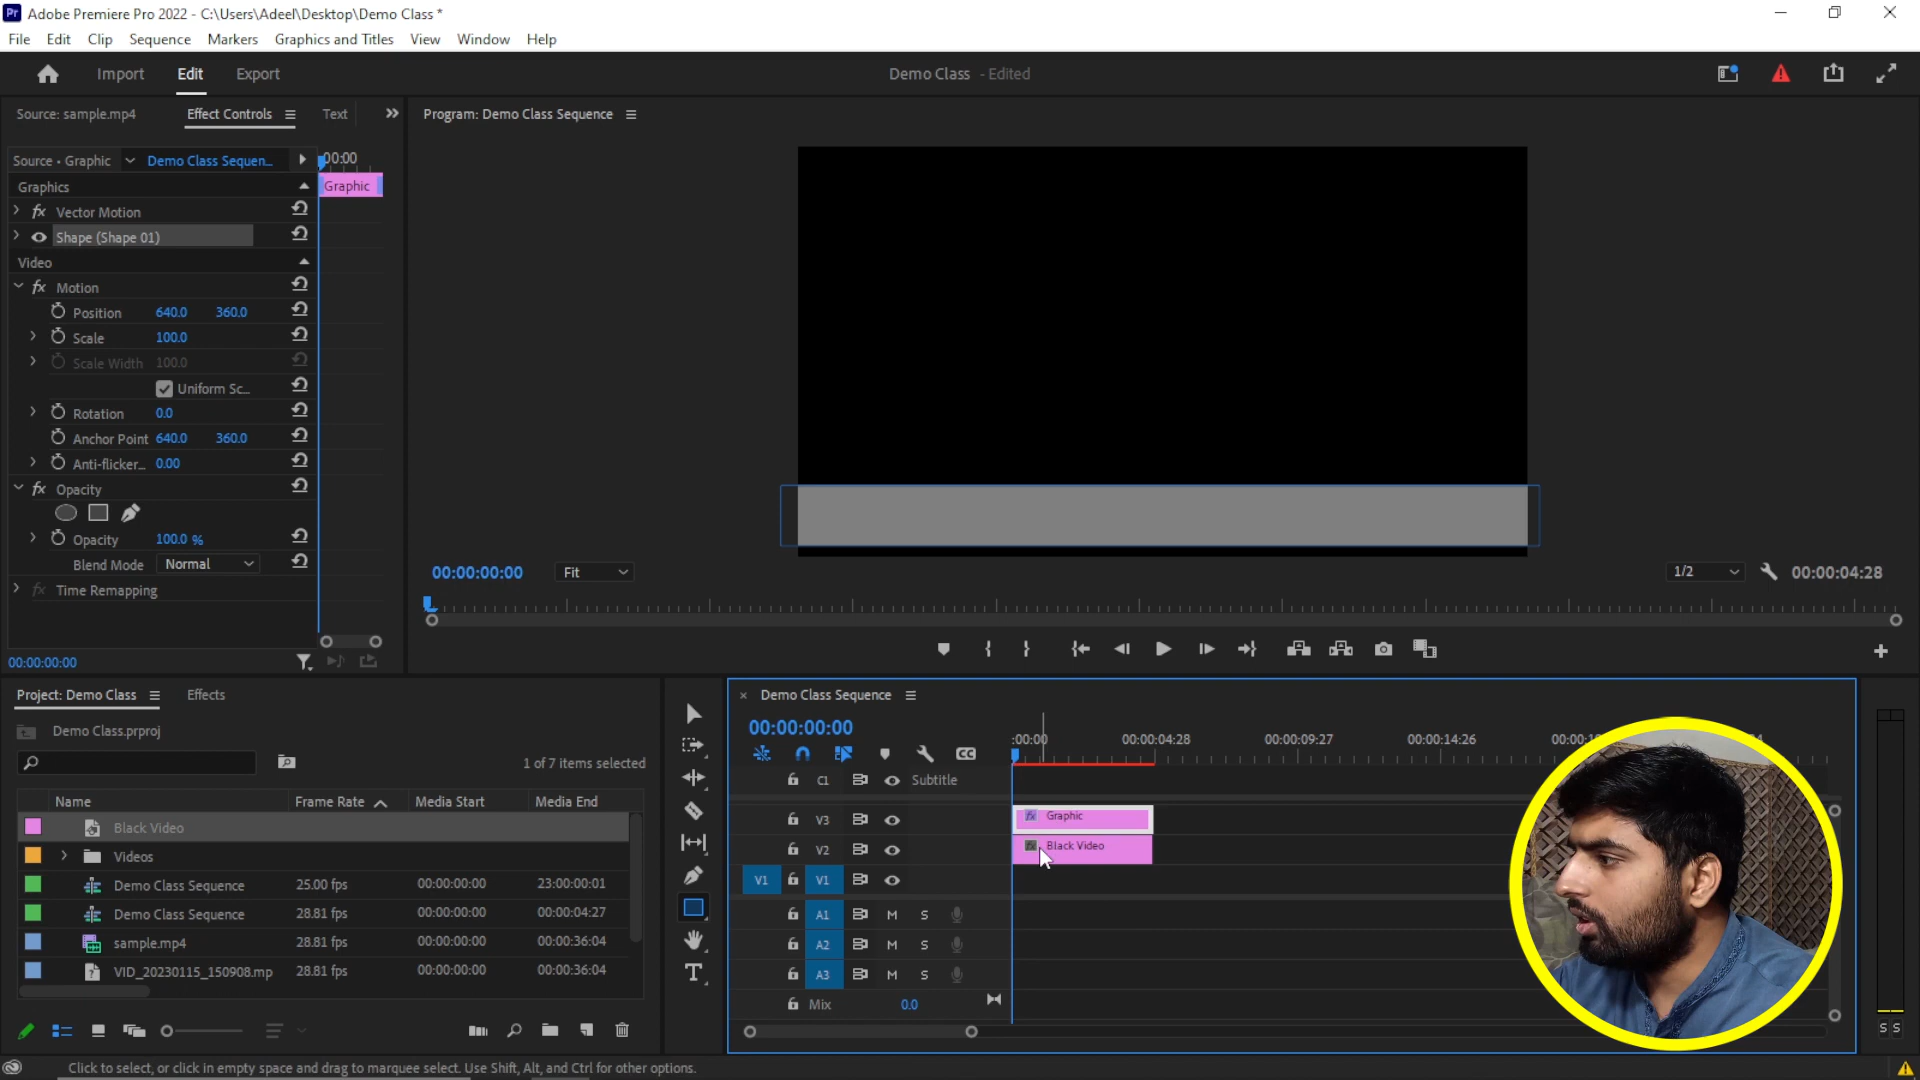 Pr Adobe Premiere Pro 2022 - C:\Users\Adeel\Desktop\Demo Class *
File Edit Clip Sequence Markers Graphics and Titles View Window Help
Import Edit Export Demo Class - Edited
Source: sample.mp4 Effect Controls Text Program: Demo Class Sequence
Source • Graphic Demo Class Sequen... 00:00
Graphics Graphic
fx Vector Motion
Shape (Shape 01)
Video
fx Motion
Position 640.0 360.0
Scale 100.0
Scale Width 100.0
Uniform Sc...
Rotation 0.0
Anchor Point 640.0 360.0
Anti-flicker... 0.00
fx Opacity
Opacity 100.0 %
Blend Mode Normal
fx Time Remapping
00:00:00:00
00:00:00:00 Fit 1/2 00:00:04:28
Project: Demo Class Effects
Demo Class.prproj
1 of 7 items selected
Name Frame Rate Media Start Media End
Black Video
Videos
Demo Class Sequence 25.00 fps 00:00:00:00 23:00:00:01
Demo Class Sequence 28.81 fps 00:00:00:00 00:00:04:27
sample.mp4 28.81 fps 00:00:00:00 00:00:36:04
VID_20230115_150908.mp 28.81 fps 00:00:00:00 00:00:36:04
Demo Class Sequence
00:00:00:00
:00:00 00:00:04:28 00:00:09:27 00:00:14:26
CC
C1 Subtitle
V3 fx Graphic
V2 fx Black Video
V1 V1
A1 M S
A2 M S
A3 M S
Mix 0.0
S S
Click to select, or click in empty space and drag to marquee select. Use Shift, Alt, and Ctrl for other options.